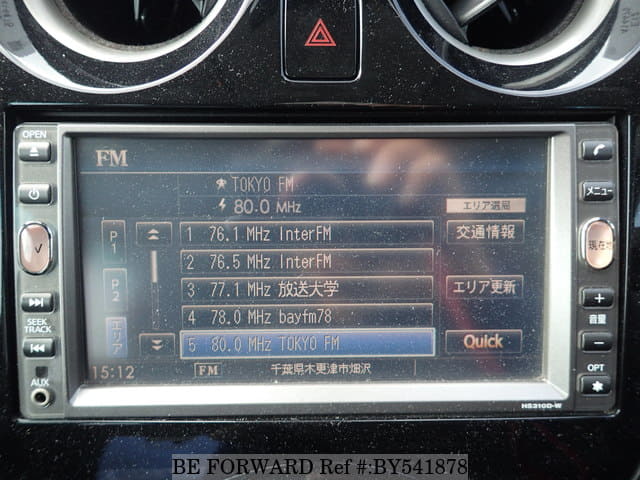 OPEN
FM
TOKYO FM
80.0 MHz
エリア選局
P1
1 76.1 MHz InterFM
交通情報
メニュー
現在地
2 76.5 MHz InterFM
P2
3 77.1 MHz 放送大学
エリア更新
4 78.0 MHz bayfm78
SEEK
TRACK
音量
エリア
5 80.0 MHz TOKYO FM
Quick
15:12
FM
千葉県木更津市畑沢
AUX
OPT
HS310D-W
BE FORWARD Ref #:BY541878